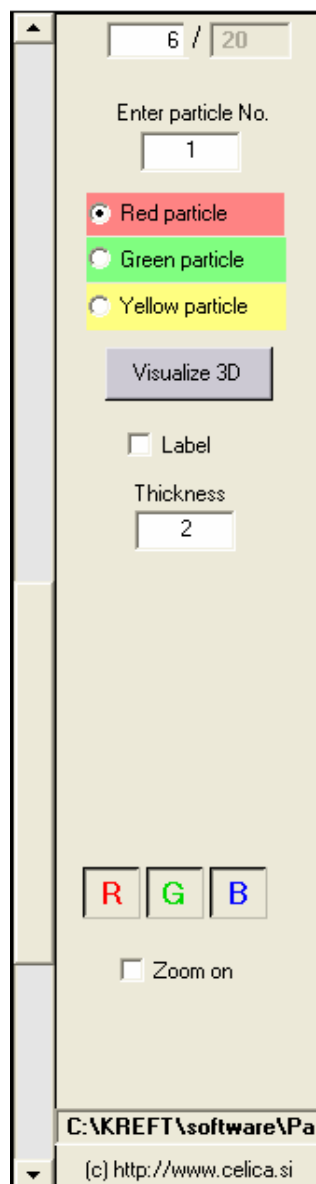 6 / 20
Enter particle No.
1
Red particle
Green particle
Yellow particle
Visualize 3D
Label
Thickness
2
R G B
Zoom on
C:\KREFT\software\Pa
(c) http://www.celica.si